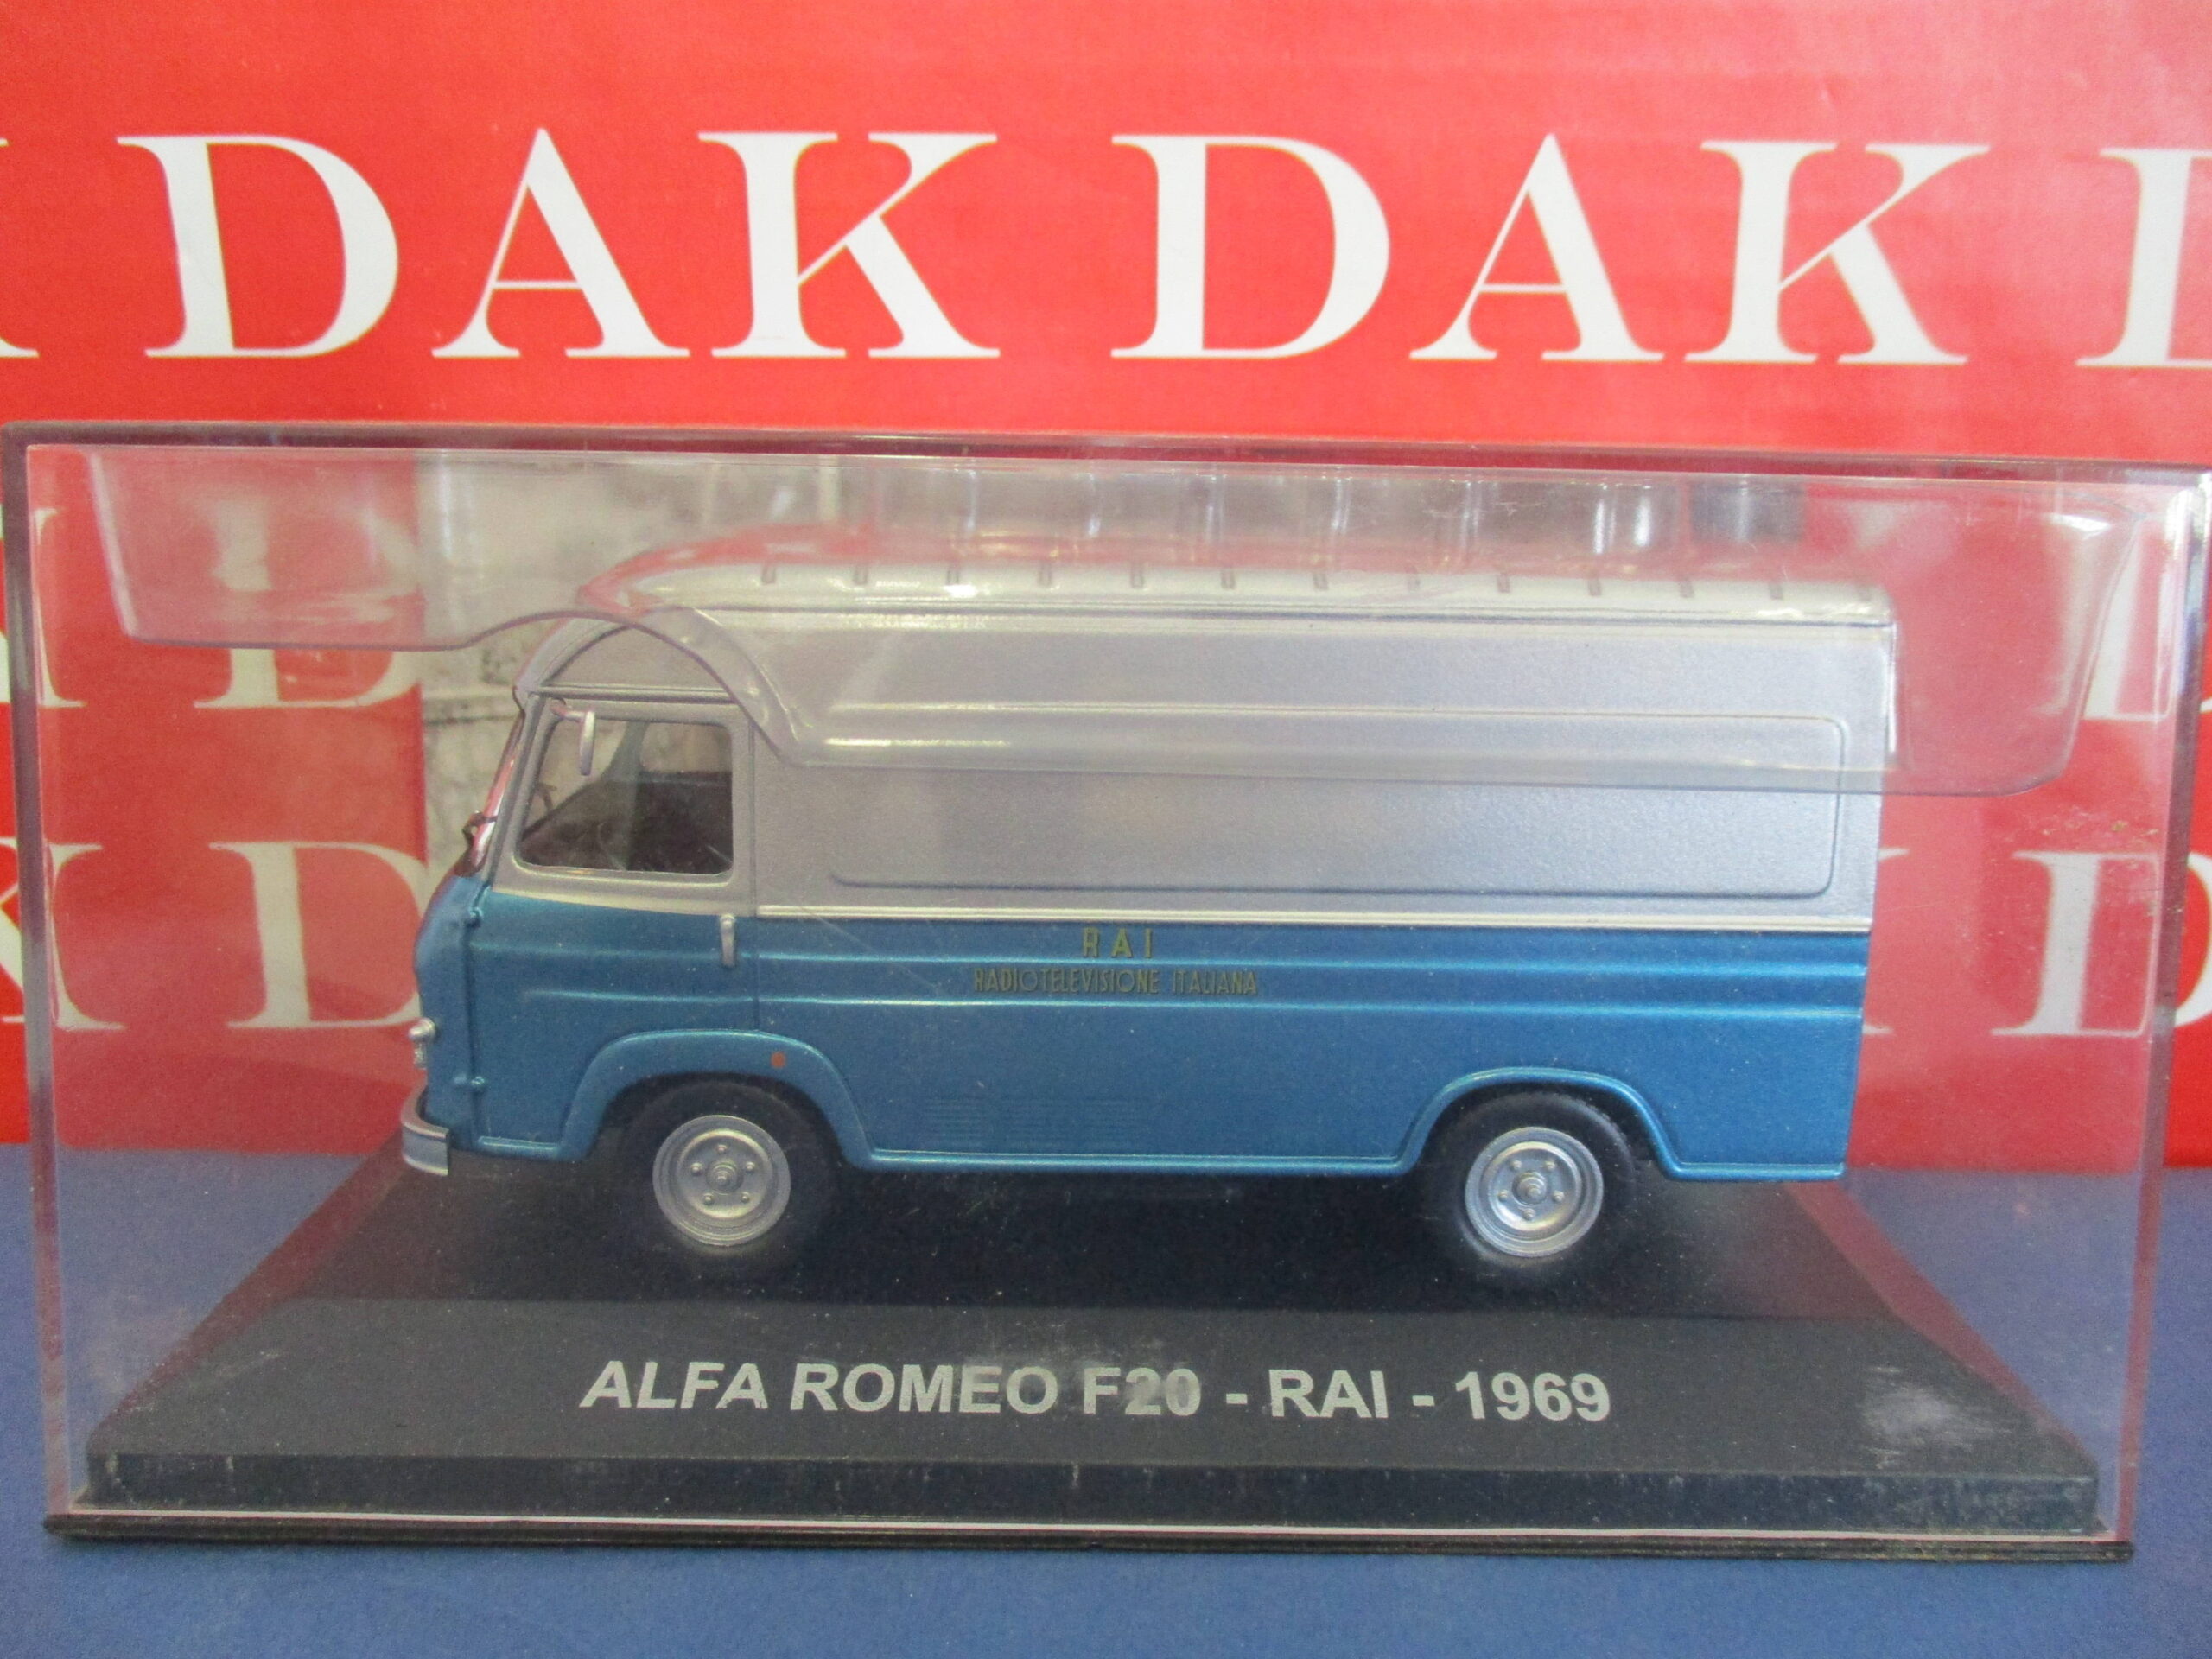 K DAK DAK D
K D
K D
K D
K D
RAI
RADIOTELEVISIONE ITALIANA
ALFA ROMEO F20 - RAI - 1969